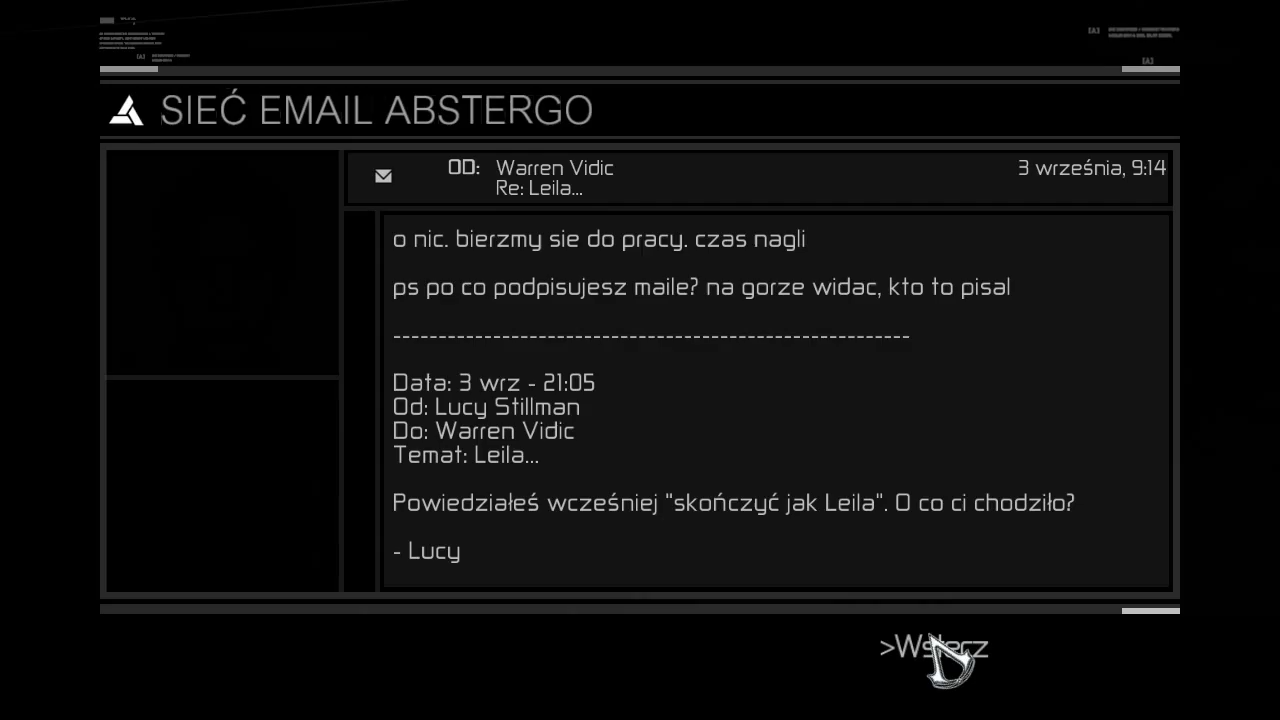 SIEĆ EMAIL ABSTERGO
OD: Warren Vidic 3 września, 9:14
Re: Leila...
o nic. bierzmy sie do pracy. czas nagli
ps po co podpisujesz maile? na gorze widac, kto to pisal
---------------------------------------------------------
Data: 3 wrz - 21:05
Od: Lucy Stillman
Do: Warren Vidic
Temat: Leila...
Powiedziałeś wcześniej "skończyć jak Leila". O co ci chodziło?
- Lucy
>Wstecz